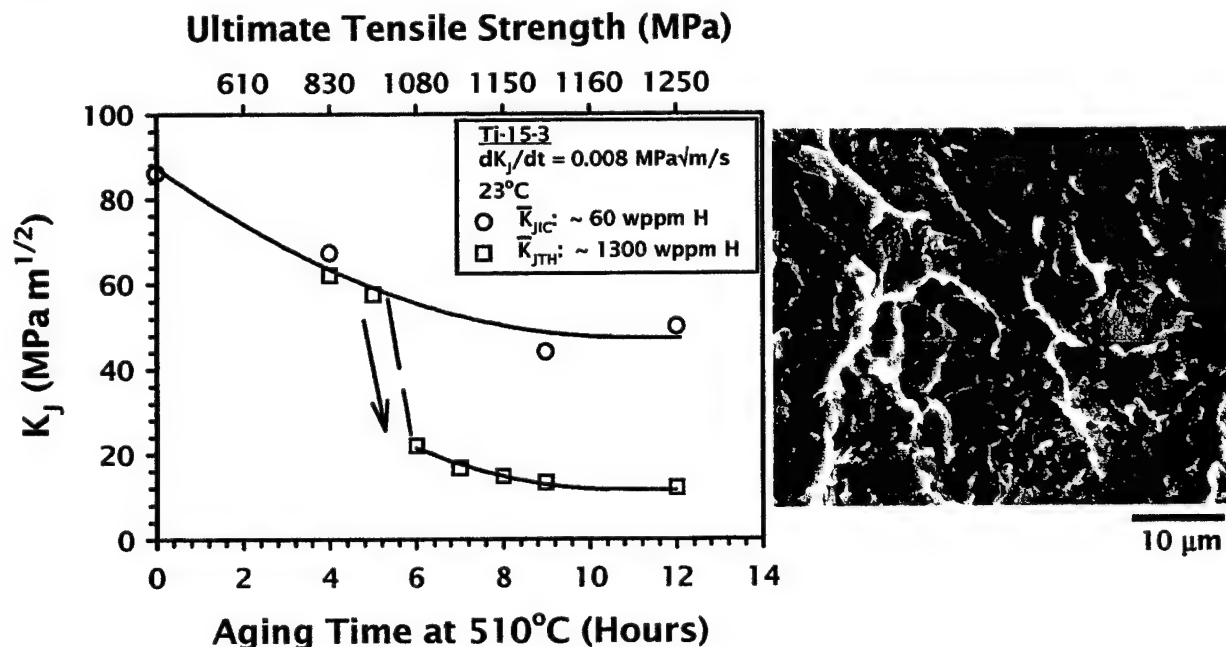 Ultimate Tensile Strength (MPa)
610 830 1080 1150 1160 1250
100
80
60
40
20
0
K_J (MPa m^1/2)
Ti-15-3
dK_J/dt = 0.008 MPa√m/s
23°C
K̅_JIC: ~ 60 wppm H
K̅_JTH: ~ 1300 wppm H
0 2 4 6 8 10 12 14
Aging Time at 510°C (Hours)
10 μm